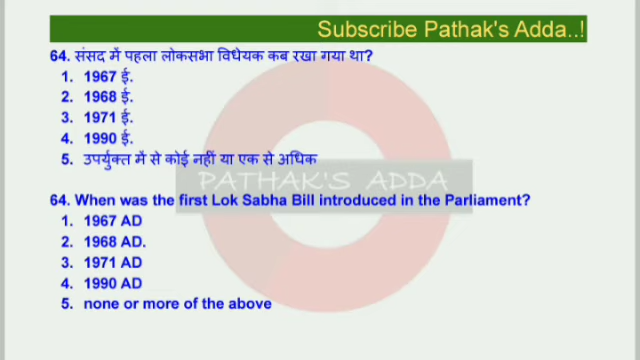 Subscribe Pathak's Adda..!
64. संसद में पहला लोकसभा विधेयक कब रखा गया था?
1. 1967 ई.
2. 1968 ई.
3. 1971 ई.
4. 1990 ई.
5. उपर्युक्त में से कोई नहीं या एक से अधिक
PATHAK'S ADDA
64. When was the first Lok Sabha Bill introduced in the Parliament?
1. 1967 AD
2. 1968 AD.
3. 1971 AD
4. 1990 AD
5. none or more of the above